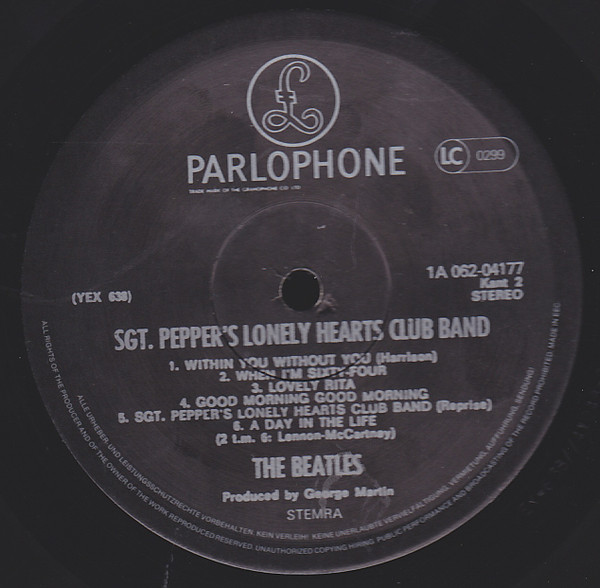 £
PARLOPHONE
TRADE MARK OF THE GRAMOPHONE CO LTD
LC 0299
1A 062-04177
Kant 2
STEREO
(YEX 638)
SGT. PEPPER'S LONELY HEARTS CLUB BAND
1. WITHIN YOU WITHOUT YOU (Harrison)
2. WHEN I'M SIXTY-FOUR
3. LOVELY RITA
4. GOOD MORNING GOOD MORNING
5. SGT. PEPPER'S LONELY HEARTS CLUB BAND (Reprise)
6. A DAY IN THE LIFE
(2 t.m. 6: Lennon-McCartney)
THE BEATLES
Produced by George Martin
STEMRA
ALLE URHEBER- UND LEISTUNGSSCHUTZRECHTE VORBEHALTEN. KEIN VERLEIH! KEINE UNERLAUBTE VERVIELFÄLTIGUNG, VERMIETUNG, AUFFÜHRUNG, SENDUNG!
ALL RIGHTS OF THE PRODUCER AND OF THE OWNER OF THE WORK REPRODUCED RESERVED. UNAUTHORIZED COPYING HIRING, PUBLIC PERFORMANCE AND BROADCASTING OF THE RECORD PROHIBITED. MADE IN EEC